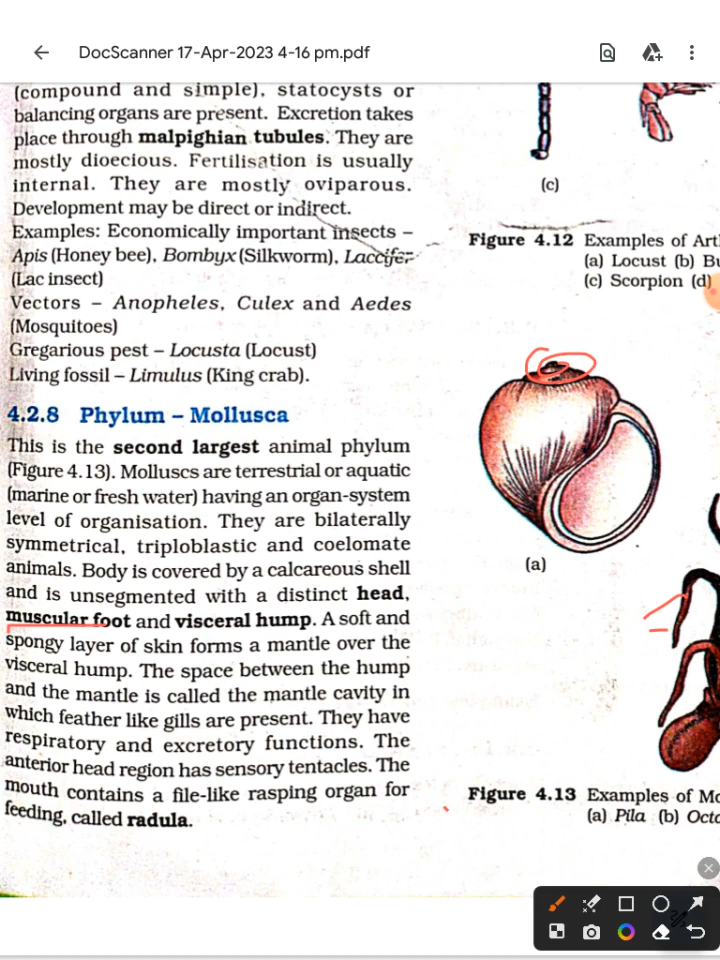 DocScanner 17-Apr-2023 4-16 pm.pdf
(compound and simple), statocysts or
balancing organs are present. Excretion takes
place through malpighian tubules. They are
mostly dioecious. Fertilisation is usually
internal. They are mostly oviparous.
Development may be direct or indirect.
Examples: Economically important insects –
Apis (Honey bee), Bombyx (Silkworm), Laccifer
(Lac insect)
Vectors – Anopheles, Culex and Aedes
(Mosquitoes)
Gregarious pest – Locusta (Locust)
Living fossil – Limulus (King crab).
4.2.8 Phylum – Mollusca
This is the second largest animal phylum
(Figure 4.13). Molluscs are terrestrial or aquatic
(marine or fresh water) having an organ-system
level of organisation. They are bilaterally
symmetrical, triploblastic and coelomate
animals. Body is covered by a calcareous shell
and is unsegmented with a distinct head,
muscular foot and visceral hump. A soft and
spongy layer of skin forms a mantle over the
visceral hump. The space between the hump
and the mantle is called the mantle cavity in
which feather like gills are present. They have
respiratory and excretory functions. The
anterior head region has sensory tentacles. The
mouth contains a file-like rasping organ for
feeding, called radula.
(c)
Figure 4.12 Examples of Art
(a) Locust (b) Bu
(c) Scorpion (d)
(a)
Figure 4.13 Examples of Mo
(a) Pila (b) Octo